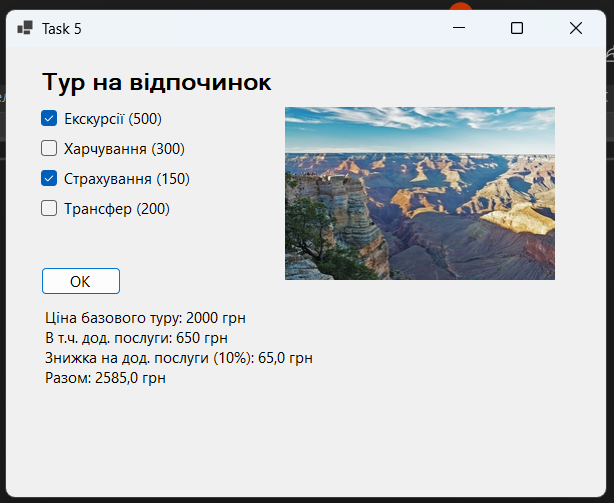 Task 5
Тур на відпочинок
Екскурсії (500)
Харчування (300)
Страхування (150)
Трансфер (200)
OK
Ціна базового туру: 2000 грн
В т.ч. дод. послуги: 650 грн
Знижка на дод. послуги (10%): 65,0 грн
Разом: 2585,0 грн